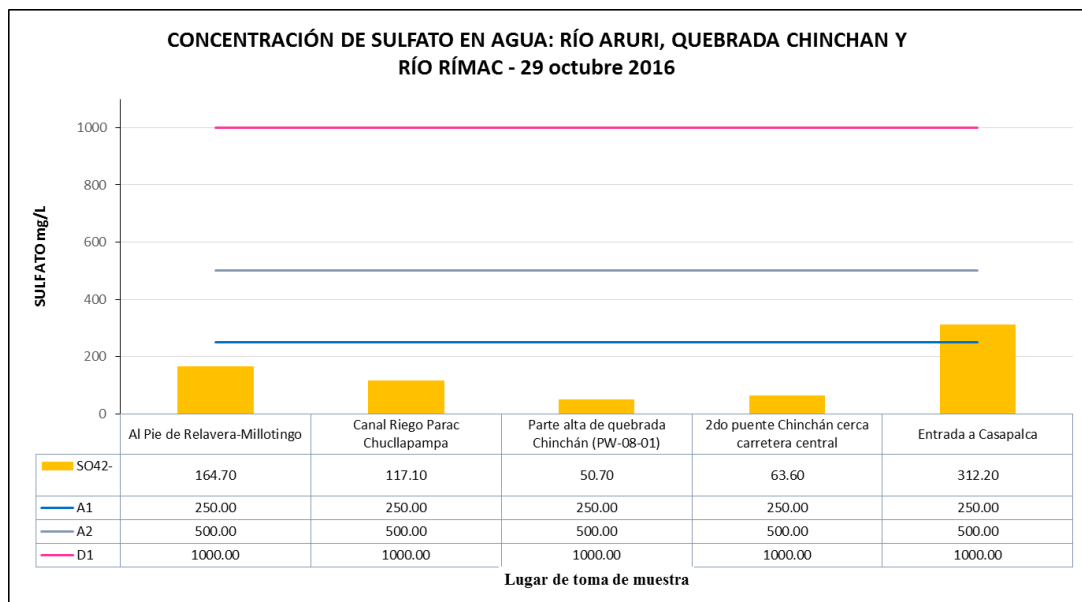 CONCENTRACIÓN DE SULFATO EN AGUA: RÍO ARURI, QUEBRADA CHINCHAN Y
RÍO RÍMAC - 29 octubre 2016
SULFATO mg/L
1000
800
600
400
200
0
Al Pie de Relavera-Millotingo
Canal Riego Parac
Chucllapampa
Parte alta de quebrada
Chinchán (PW-08-01)
2do puente Chinchán cerca
carretera central
Entrada a Casapalca
SO42- 164.70 117.10 50.70 63.60 312.20
A1 250.00 250.00 250.00 250.00 250.00
A2 500.00 500.00 500.00 500.00 500.00
D1 1000.00 1000.00 1000.00 1000.00 1000.00
Lugar de toma de muestra